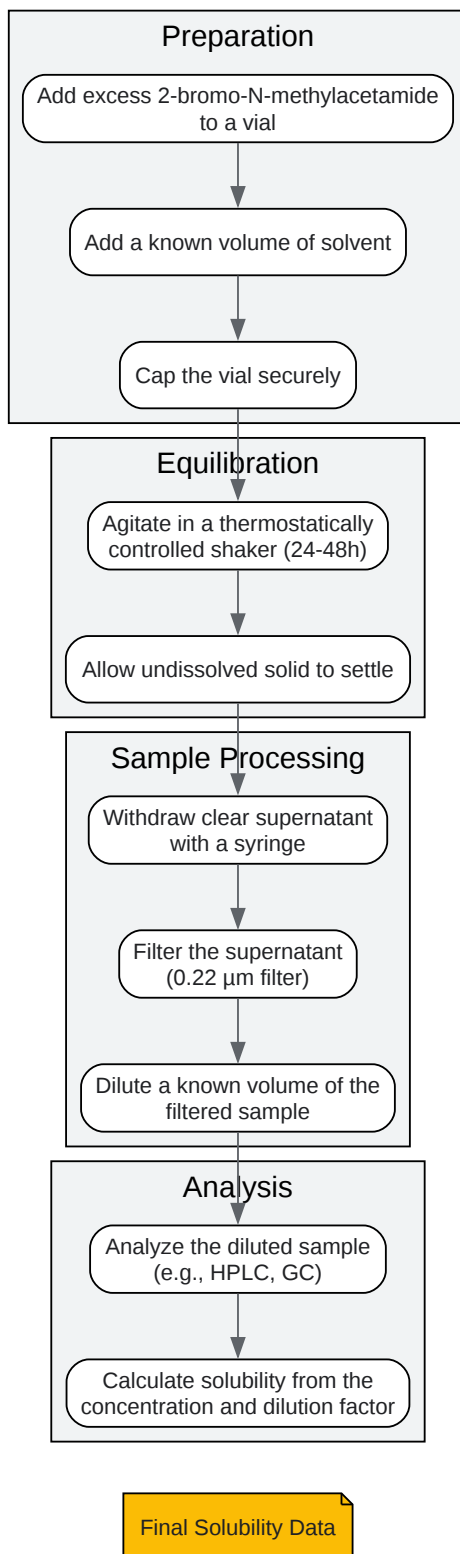 Preparation
Add excess 2-bromo-N-methylacetamide
to a vial
Add a known volume of solvent
Cap the vial securely
Equilibration
Agitate in a thermostatically
controlled shaker (24-48h)
Allow undissolved solid to settle
Sample Processing
Withdraw clear supernatant
with a syringe
Filter the supernatant
(0.22 µm filter)
Dilute a known volume of the
filtered sample
Analysis
Analyze the diluted sample
(e.g., HPLC, GC)
Calculate solubility from the
concentration and dilution factor
Final Solubility Data